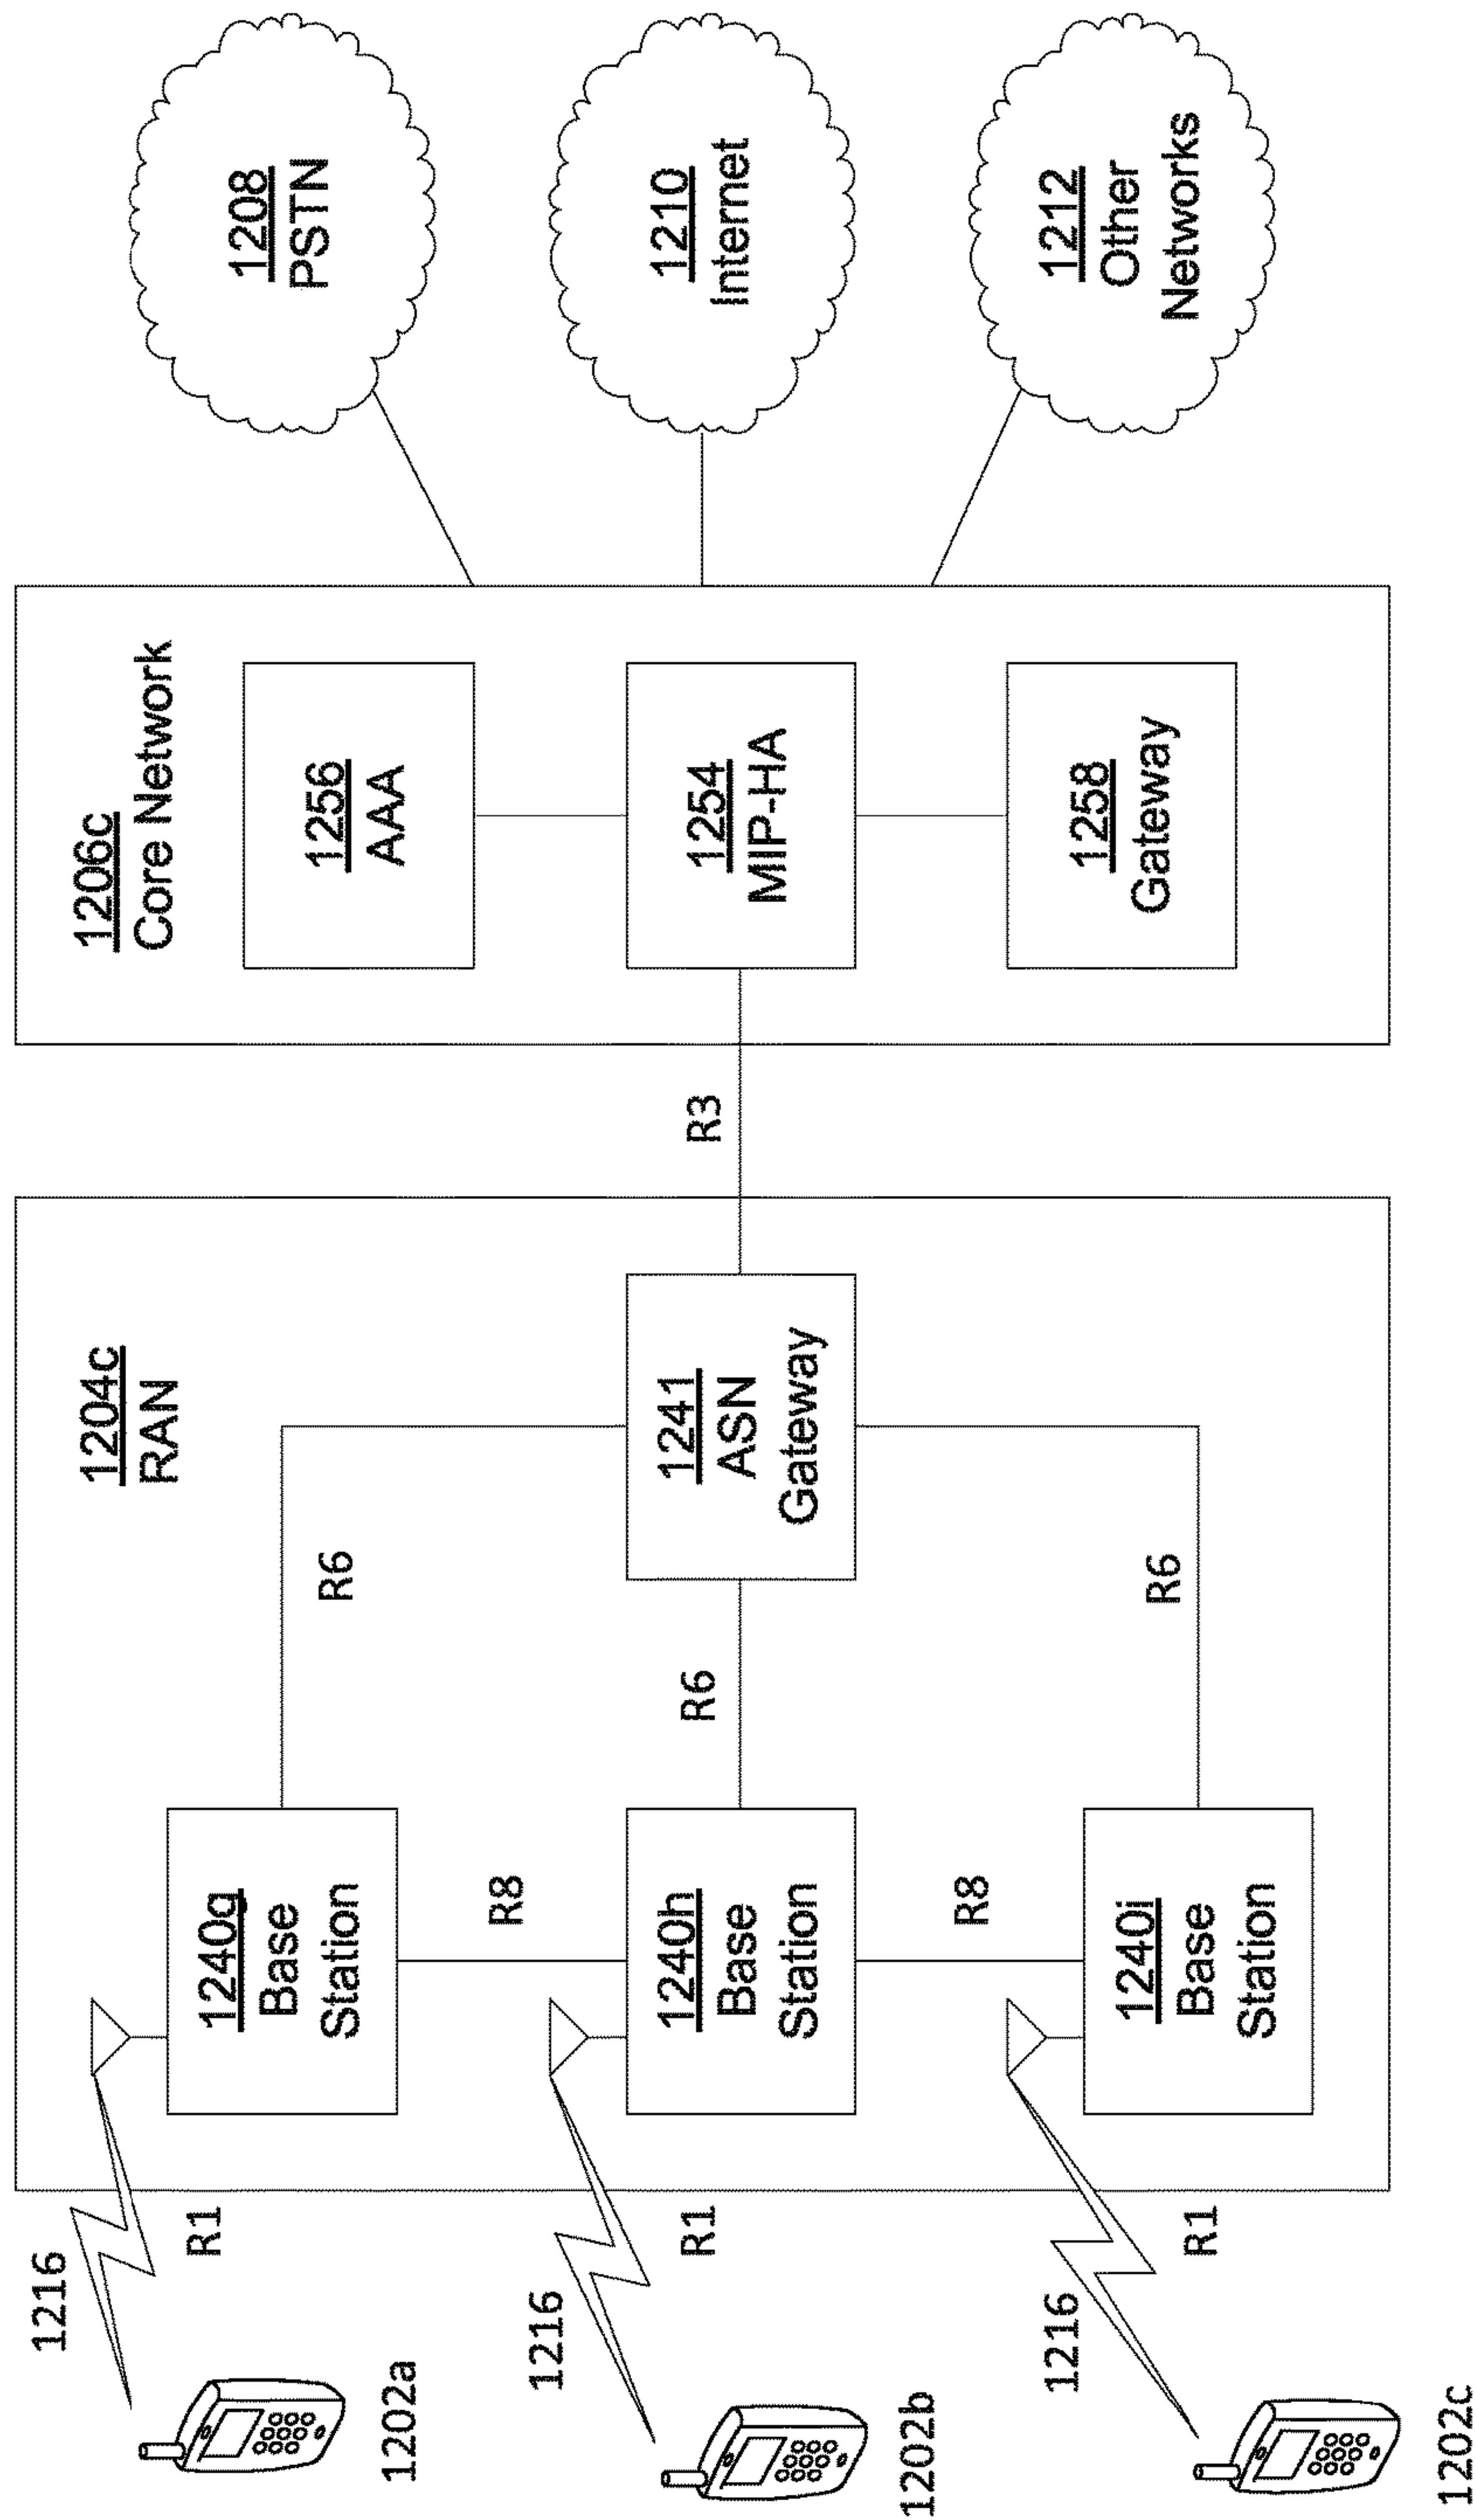 1216
R1
1202a
1216
R1
1202b
1216
R1
1202c
1204c
RAN
1240g
Base
Station
R8
1240h
Base
Station
R8
1240i
Base
Station
R6
R6
R6
1241
ASN
Gateway
R3
1206c
Core Network
1256
AAA
1254
MIP-HA
1258
Gateway
1208
PSTN
1210
Internet
1212
Other
Networks